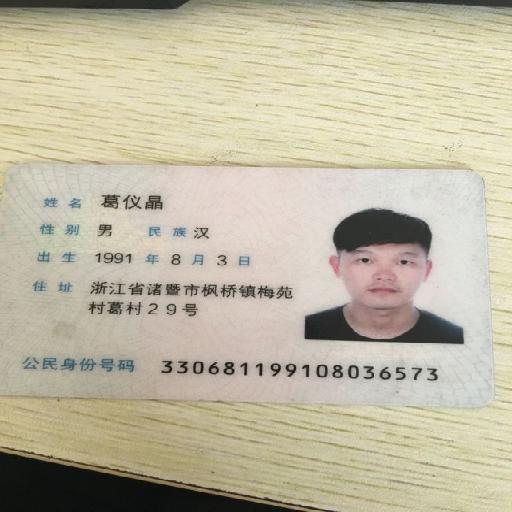 姓名 葛仪晶
性别 男 民族 汉
出生 1991 年 8 月 3 日
住址 浙江省诸暨市枫桥镇梅苑
村葛村29号
公民身份号码 330681199108036573